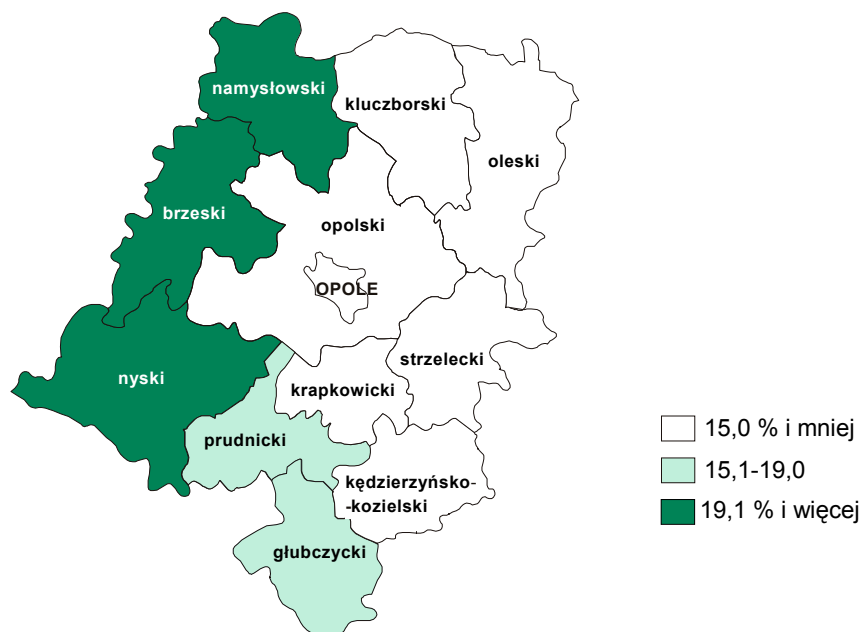 namysłowski
kluczborski
oleski
brzeski
opolski
OPOLE
strzelecki
nyski
krapkowicki
prudnicki
kędzierzyńsko-
-kozielski
głubczycki
15,0 % i mniej
15,1-19,0
19,1 % i więcej